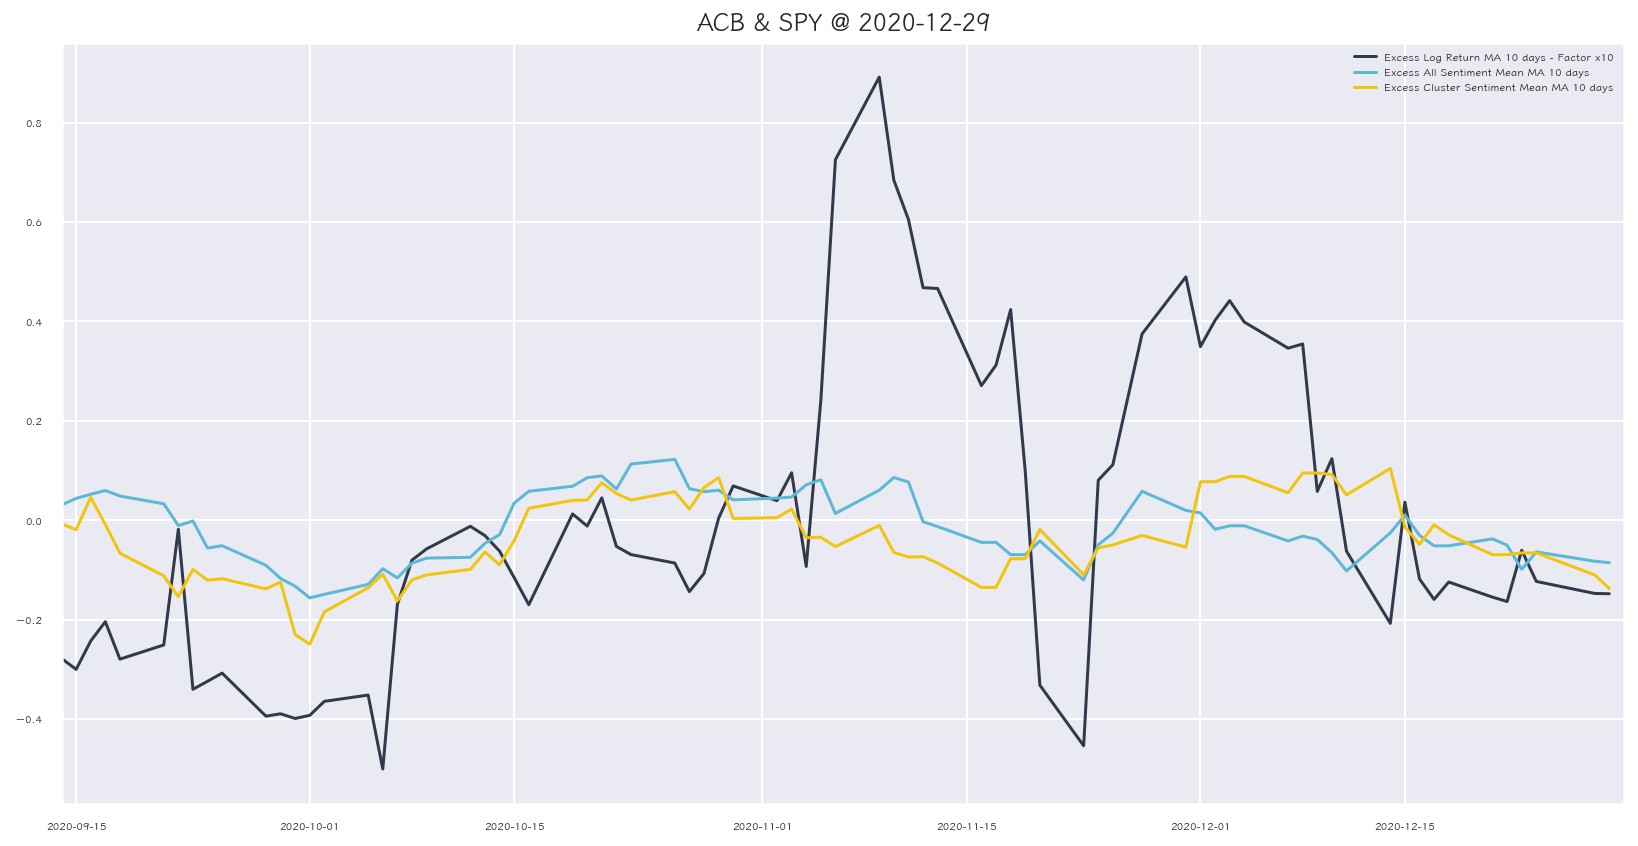 ACB & SPY @ 2020-12-29
Excess Log Return MA 10 days - Factor x10
Excess All Sentiment Mean MA 10 days
Excess Cluster Sentiment Mean MA 10 days
0.8
0.6
0.4
0.2
0.0
−0.2
−0.4
2020-09-15 2020-10-01 2020-10-15 2020-11-01 2020-11-15 2020-12-01 2020-12-15